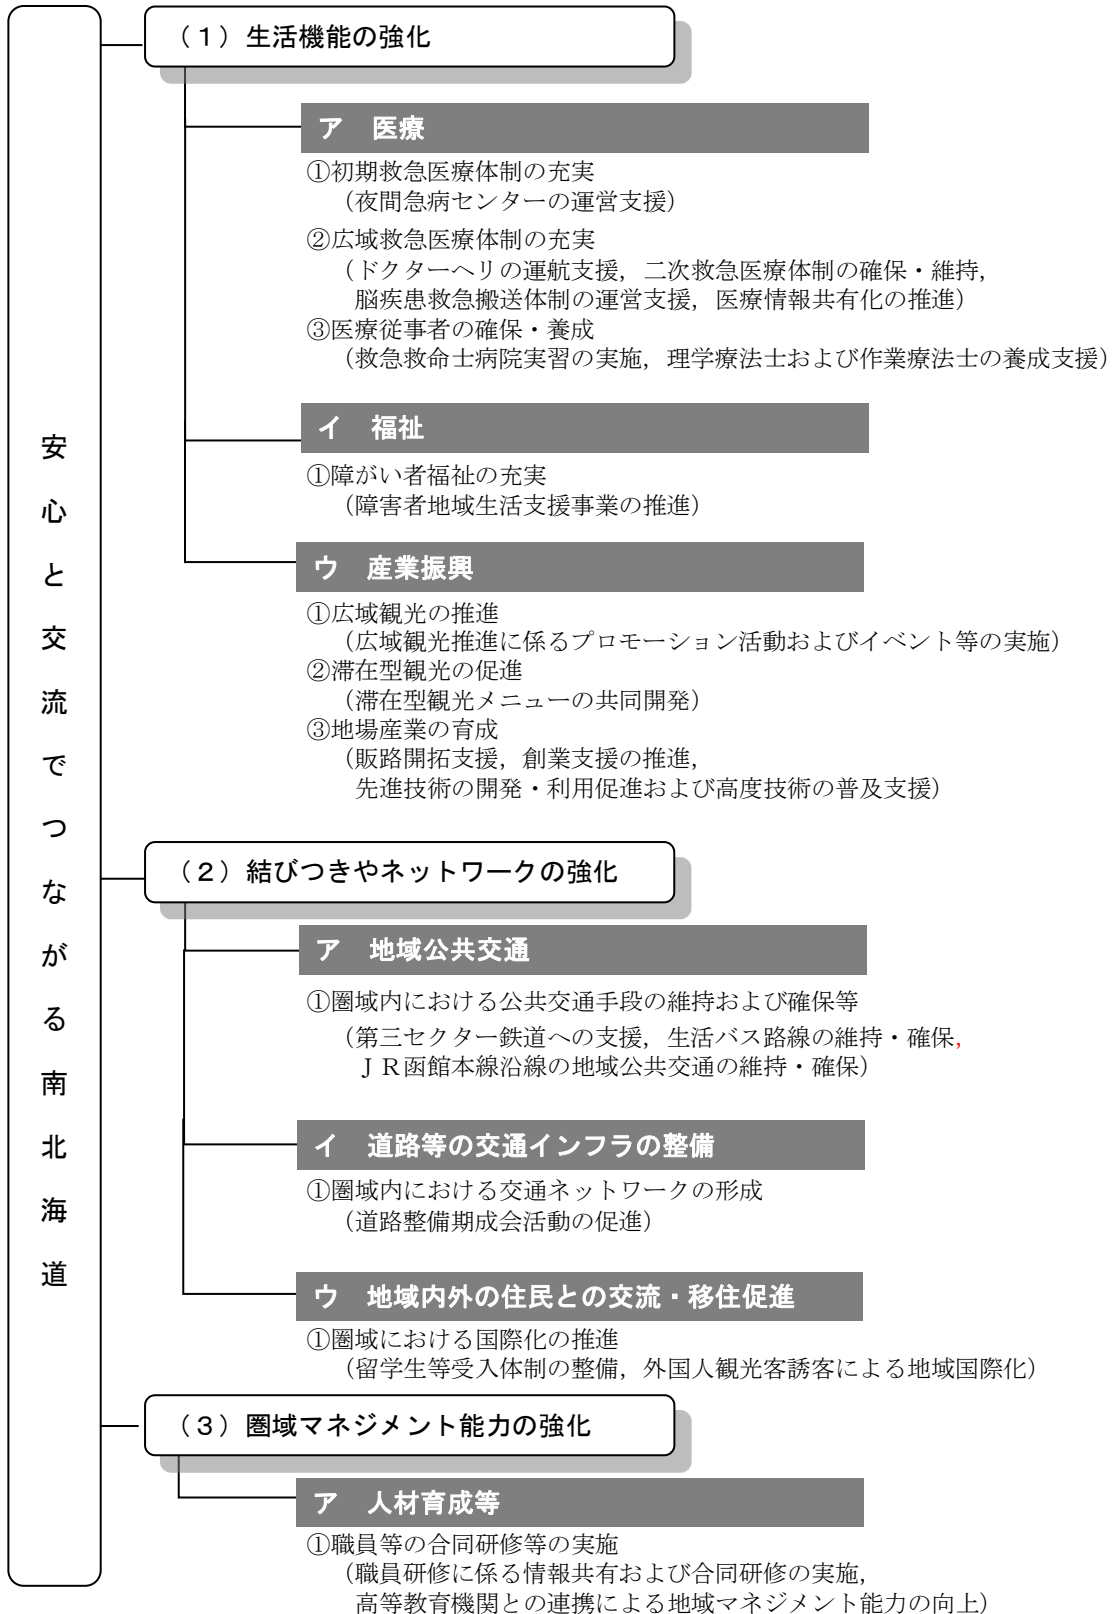 安心と交流でつながる南北海道
（１）生活機能の強化
ア　医療
①初期救急医療体制の充実
（夜間急病センターの運営支援）
②広域救急医療体制の充実
（ドクターヘリの運航支援，二次救急医療体制の確保・維持，
脳疾患救急搬送体制の運営支援，医療情報共有化の推進）
③医療従事者の確保・養成
（救急救命士病院実習の実施，理学療法士および作業療法士の養成支援）
イ　福祉
①障がい者福祉の充実
（障害者地域生活支援事業の推進）
ウ　産業振興
①広域観光の推進
（広域観光推進に係るプロモーション活動およびイベント等の実施）
②滞在型観光の促進
（滞在型観光メニューの共同開発）
③地場産業の育成
（販路開拓支援，創業支援の推進，
先進技術の開発・利用促進および高度技術の普及支援）
（２）結びつきやネットワークの強化
ア　地域公共交通
①圏域内における公共交通手段の維持および確保等
（第三セクター鉄道への支援，生活バス路線の維持・確保，
ＪＲ函館本線沿線の地域公共交通の維持・確保）
イ　道路等の交通インフラの整備
①圏域内における交通ネットワークの形成
（道路整備期成会活動の促進）
ウ　地域内外の住民との交流・移住促進
①圏域における国際化の推進
（留学生等受入体制の整備，外国人観光客誘客による地域国際化）
（３）圏域マネジメント能力の強化
ア　人材育成等
①職員等の合同研修等の実施
（職員研修に係る情報共有および合同研修の実施，
高等教育機関との連携による地域マネジメント能力の向上）